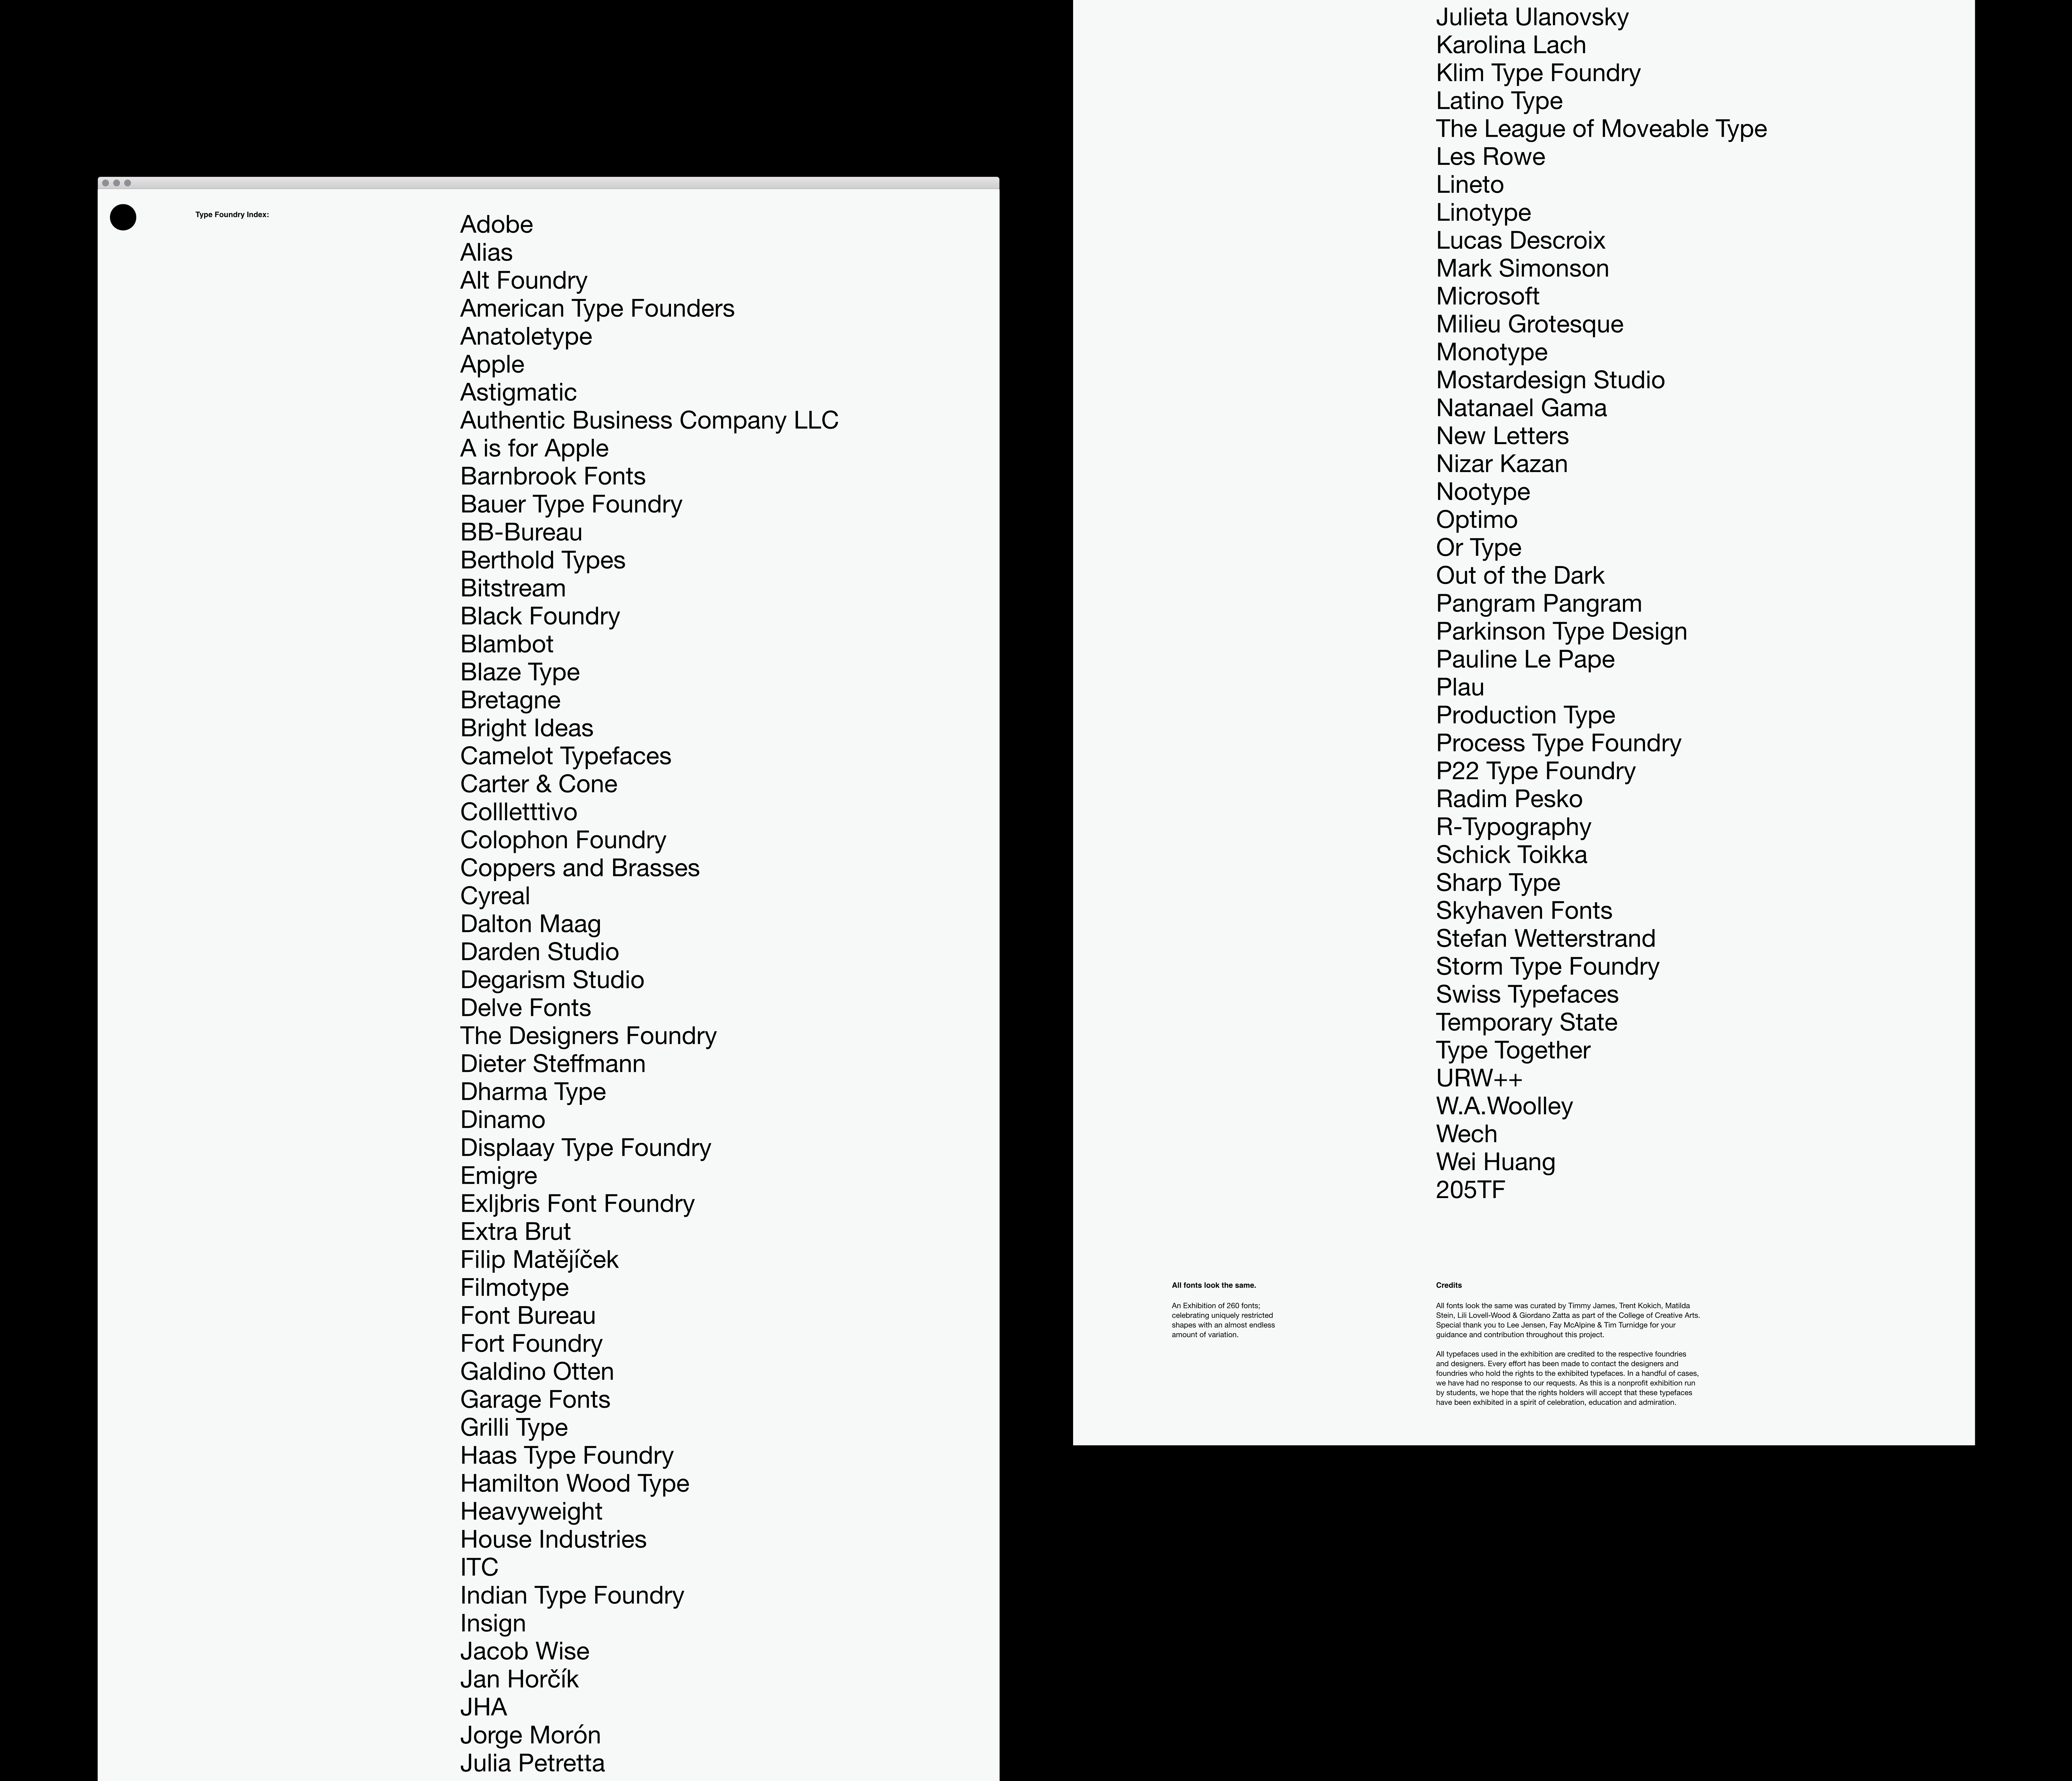 Type Foundry Index:
Adobe
Alias
Alt Foundry
American Type Founders
Anatoletype
Apple
Astigmatic
Authentic Business Company LLC
A is for Apple
Barnbrook Fonts
Bauer Type Foundry
BB-Bureau
Berthold Types
Bitstream
Black Foundry
Blambot
Blaze Type
Bretagne
Bright Ideas
Camelot Typefaces
Carter & Cone
Collletttivo
Colophon Foundry
Coppers and Brasses
Cyreal
Dalton Maag
Darden Studio
Degarism Studio
Delve Fonts
The Designers Foundry
Dieter Steffmann
Dharma Type
Dinamo
Displaay Type Foundry
Emigre
Exljbris Font Foundry
Extra Brut
Filip Matějíček
Filmotype
Font Bureau
Fort Foundry
Galdino Otten
Garage Fonts
Grilli Type
Haas Type Foundry
Hamilton Wood Type
Heavyweight
House Industries
ITC
Indian Type Foundry
Insign
Jacob Wise
Jan Horčík
JHA
Jorge Morón
Julia Petretta
Julieta Ulanovsky
Karolina Lach
Klim Type Foundry
Latino Type
The League of Moveable Type
Les Rowe
Lineto
Linotype
Lucas Descroix
Mark Simonson
Microsoft
Milieu Grotesque
Monotype
Mostardesign Studio
Natanael Gama
New Letters
Nizar Kazan
Nootype
Optimo
Or Type
Out of the Dark
Pangram Pangram
Parkinson Type Design
Pauline Le Pape
Plau
Production Type
Process Type Foundry
P22 Type Foundry
Radim Pesko
R-Typography
Schick Toikka
Sharp Type
Skyhaven Fonts
Stefan Wetterstrand
Storm Type Foundry
Swiss Typefaces
Temporary State
Type Together
URW++
W.A.Woolley
Wech
Wei Huang
205TF
All fonts look the same.
An Exhibition of 260 fonts;
celebrating uniquely restricted
shapes with an almost endless
amount of variation.
Credits
All fonts look the same was curated by Timmy James, Trent Kokich, Matilda
Stein, Lili Lovell-Wood & Giordano Zatta as part of the College of Creative Arts.
Special thank you to Lee Jensen, Fay McAlpine & Tim Turnidge for your
guidance and contribution throughout this project.
All typefaces used in the exhibition are credited to the respective foundries
and designers. Every effort has been made to contact the designers and
foundries who hold the rights to the exhibited typefaces. In a handful of cases,
we have had no response to our requests. As this is a nonprofit exhibition run
by students, we hope that the rights holders will accept that these typefaces
have been exhibited in a spirit of celebration, education and admiration.